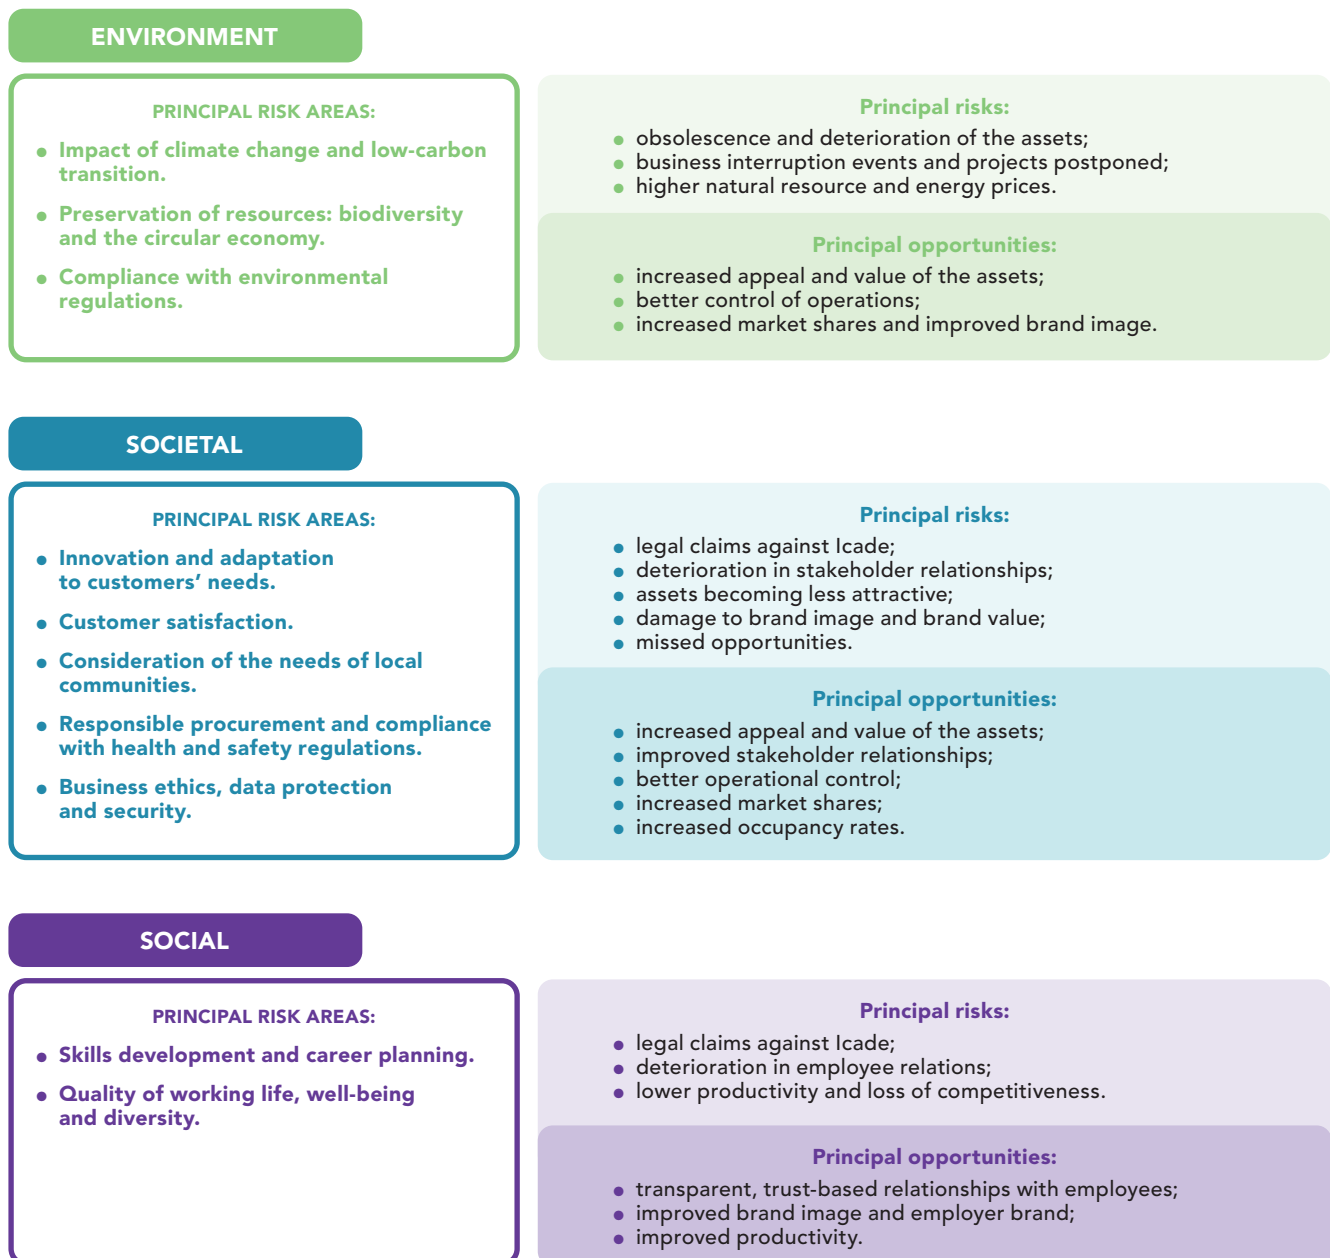 ENVIRONMENT
PRINCIPAL RISK AREAS:
● Impact of climate change and low-carbon
transition.
● Preservation of resources: biodiversity
and the circular economy.
● Compliance with environmental
regulations.
Principal risks:
● obsolescence and deterioration of the assets;
● business interruption events and projects postponed;
● higher natural resource and energy prices.
Principal opportunities:
● increased appeal and value of the assets;
● better control of operations;
● increased market shares and improved brand image.
SOCIETAL
PRINCIPAL RISK AREAS:
● Innovation and adaptation
to customers’ needs.
● Customer satisfaction.
● Consideration of the needs of local
communities.
● Responsible procurement and compliance
with health and safety regulations.
● Business ethics, data protection
and security.
Principal risks:
● legal claims against Icade;
● deterioration in stakeholder relationships;
● assets becoming less attractive;
● damage to brand image and brand value;
● missed opportunities.
Principal opportunities:
● increased appeal and value of the assets;
● improved stakeholder relationships;
● better operational control;
● increased market shares;
● increased occupancy rates.
SOCIAL
PRINCIPAL RISK AREAS:
● Skills development and career planning.
● Quality of working life, well-being
and diversity.
Principal risks:
● legal claims against Icade;
● deterioration in employee relations;
● lower productivity and loss of competitiveness.
Principal opportunities:
● transparent, trust-based relationships with employees;
● improved brand image and employer brand;
● improved productivity.